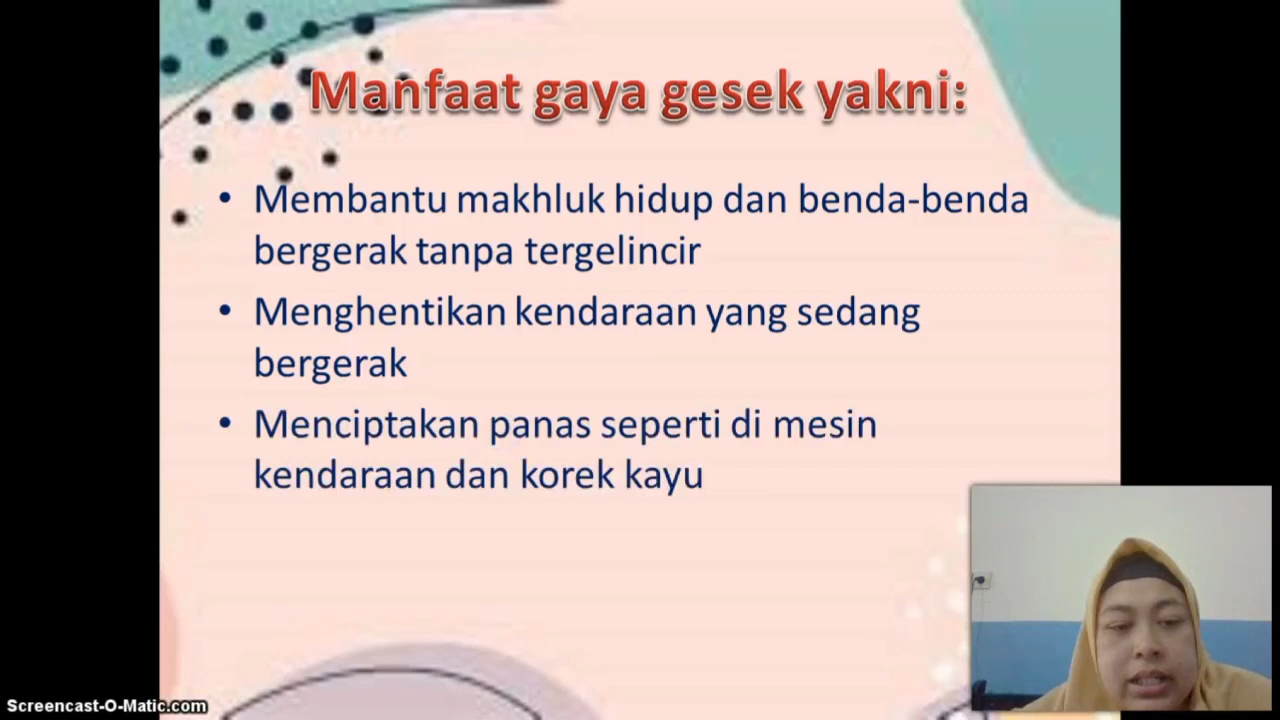 Manfaat gaya gesek yakni:
• Membantu makhluk hidup dan benda-benda
bergerak tanpa tergelincir
• Menghentikan kendaraan yang sedang
bergerak
• Menciptakan panas seperti di mesin
kendaraan dan korek kayu
Screencast-O-Matic.com